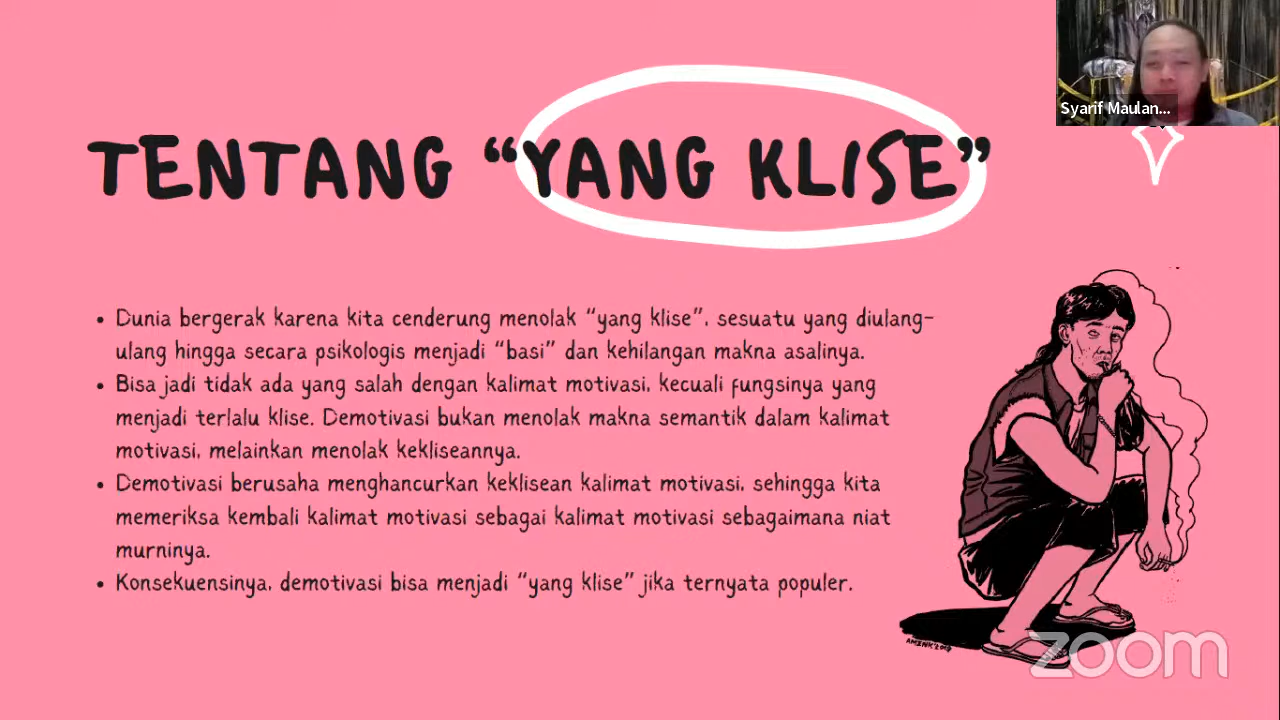 Syarif Maulan...
TENTANG “YANG KLISE”
• Dunia bergerak karena kita cenderung menolak “yang klise”, sesuatu yang diulang-
ulang hingga secara psikologis menjadi “basi” dan kehilangan makna asalinya.
• Bisa jadi tidak ada yang salah dengan kalimat motivasi, kecuali fungsinya yang
menjadi terlalu klise. Demotivasi bukan menolak makna semantik dalam kalimat
motivasi, melainkan menolak kekliseannya.
• Demotivasi berusaha menghancurkan keklisean kalimat motivasi, sehingga kita
memeriksa kembali kalimat motivasi sebagai kalimat motivasi sebagaimana niat
murninya.
• Konsekuensinya, demotivasi bisa menjadi “yang klise” jika ternyata populer.
zoom